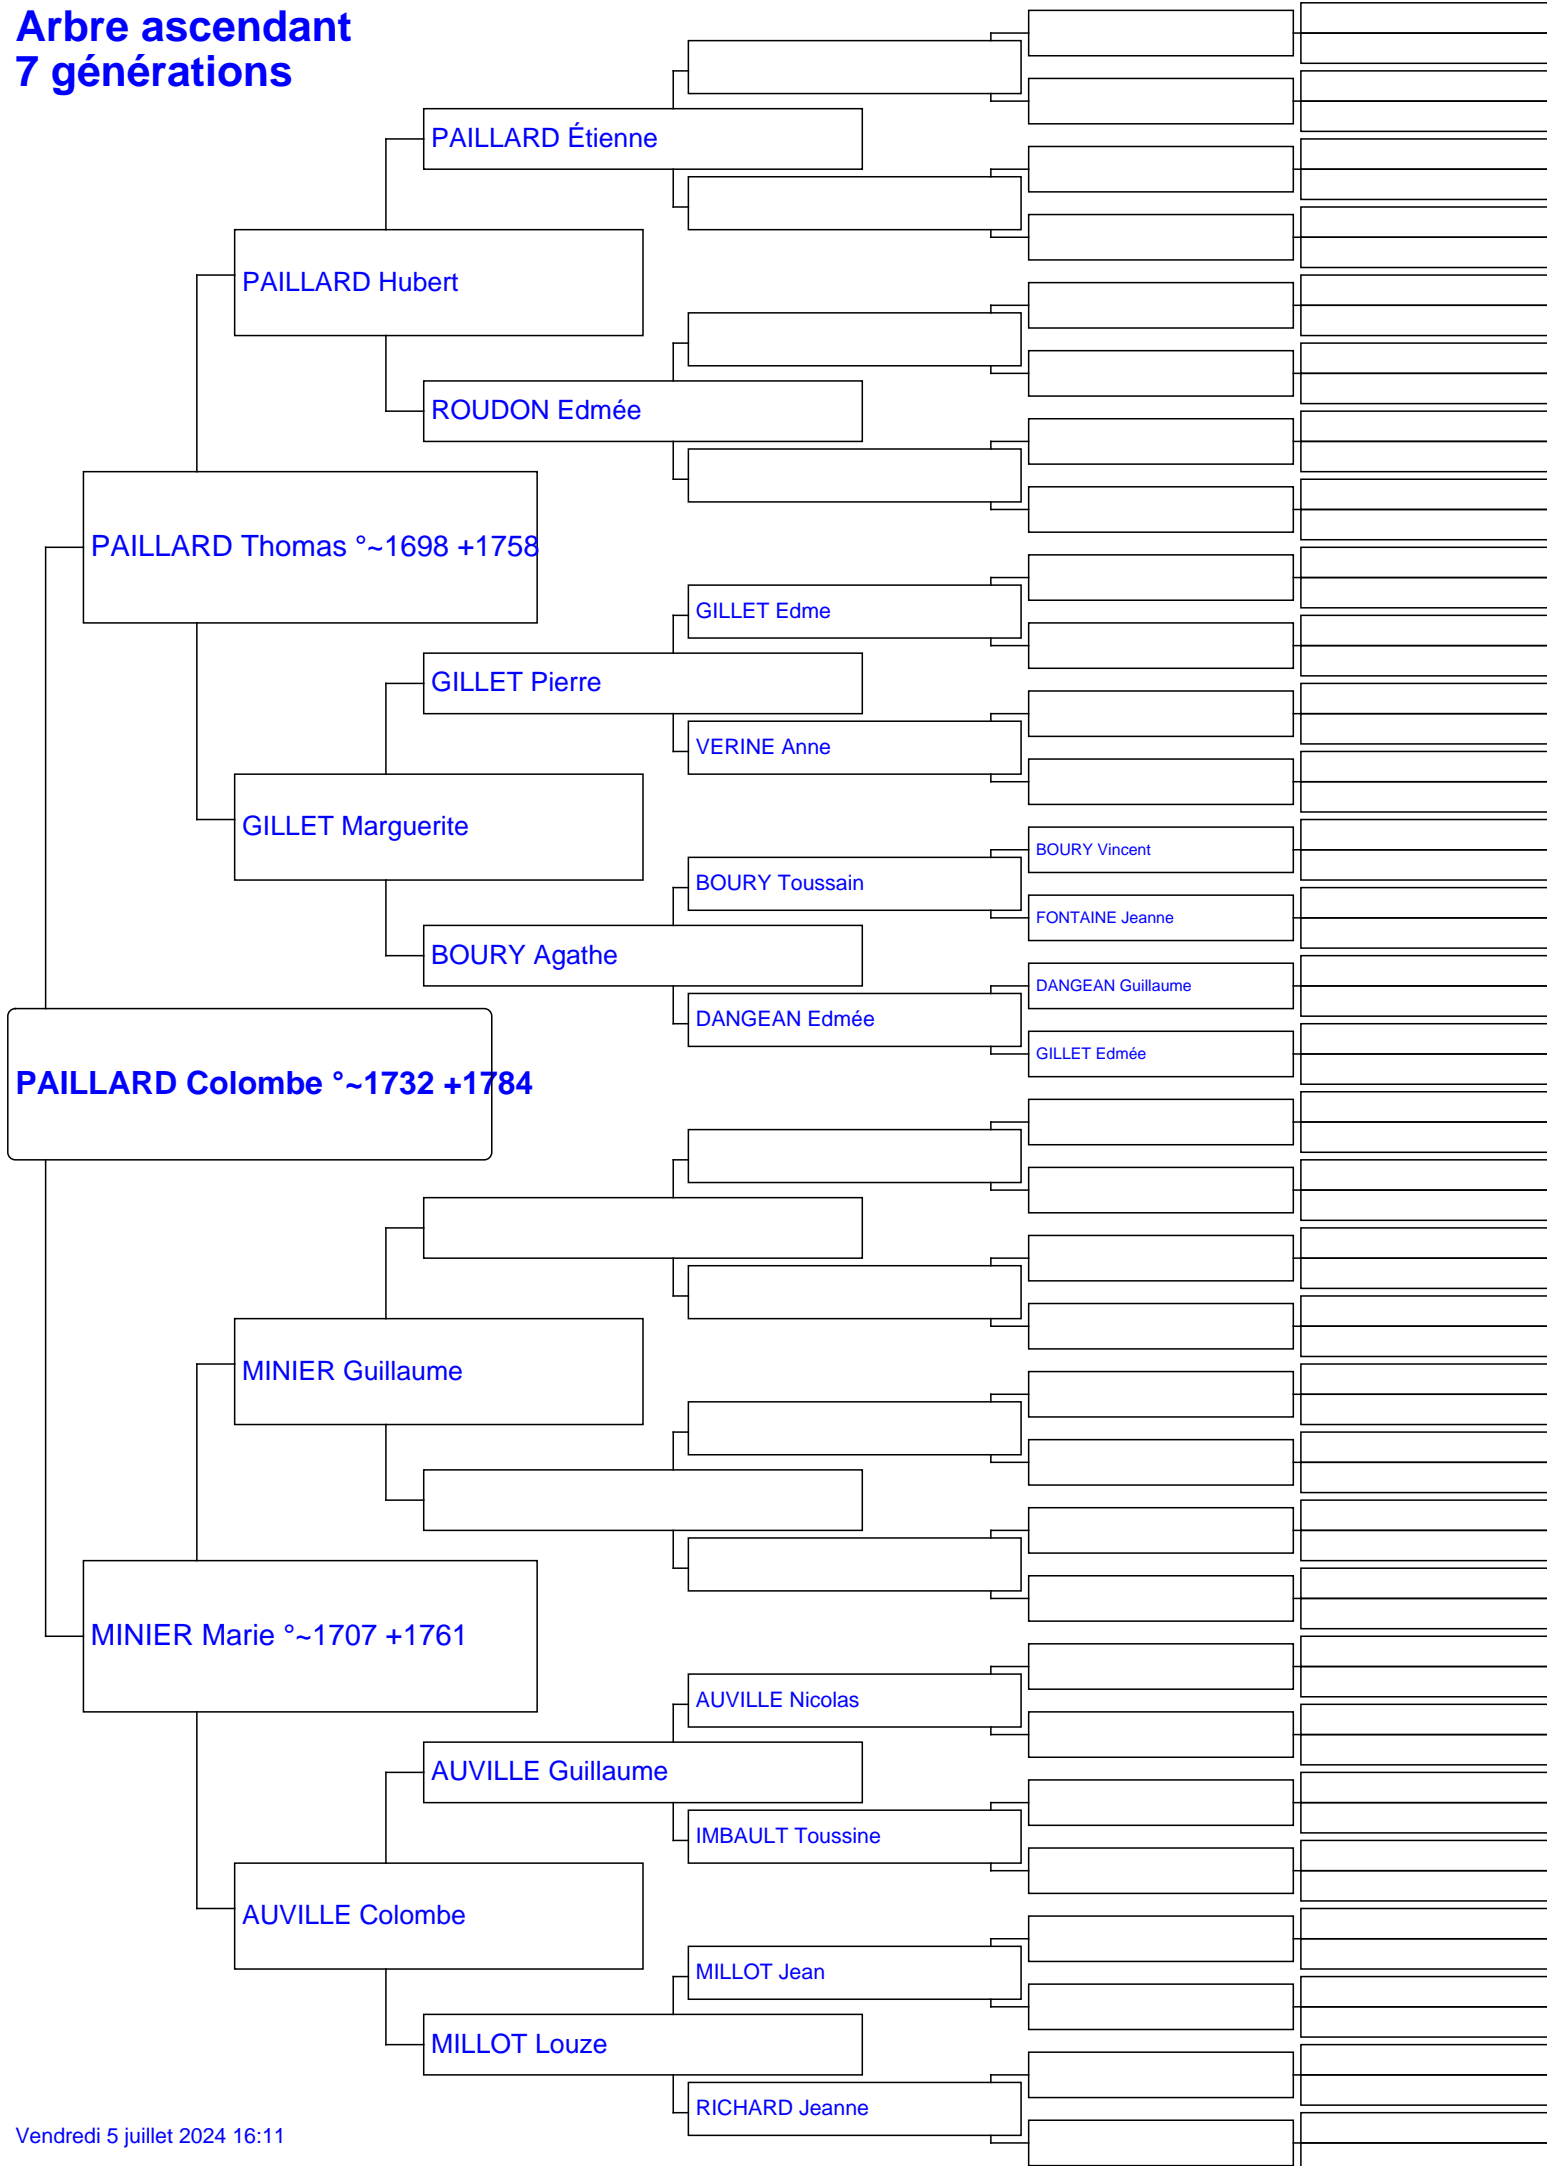 Arbre ascendant
7 générations
PAILLARD Étienne
PAILLARD Hubert
ROUDON Edmée
PAILLARD Thomas °~1698 +1758
GILLET Edme
GILLET Pierre
VERINE Anne
GILLET Marguerite
BOURY Vincent
BOURY Toussain
FONTAINE Jeanne
BOURY Agathe
DANGEAN Guillaume
DANGEAN Edmée
GILLET Edmée
PAILLARD Colombe °~1732 +1784
MINIER Guillaume
MINIER Marie °~1707 +1761
AUVILLE Nicolas
AUVILLE Guillaume
IMBAULT Toussine
AUVILLE Colombe
MILLOT Jean
MILLOT Louze
RICHARD Jeanne
Vendredi 5 juillet 2024 16:11